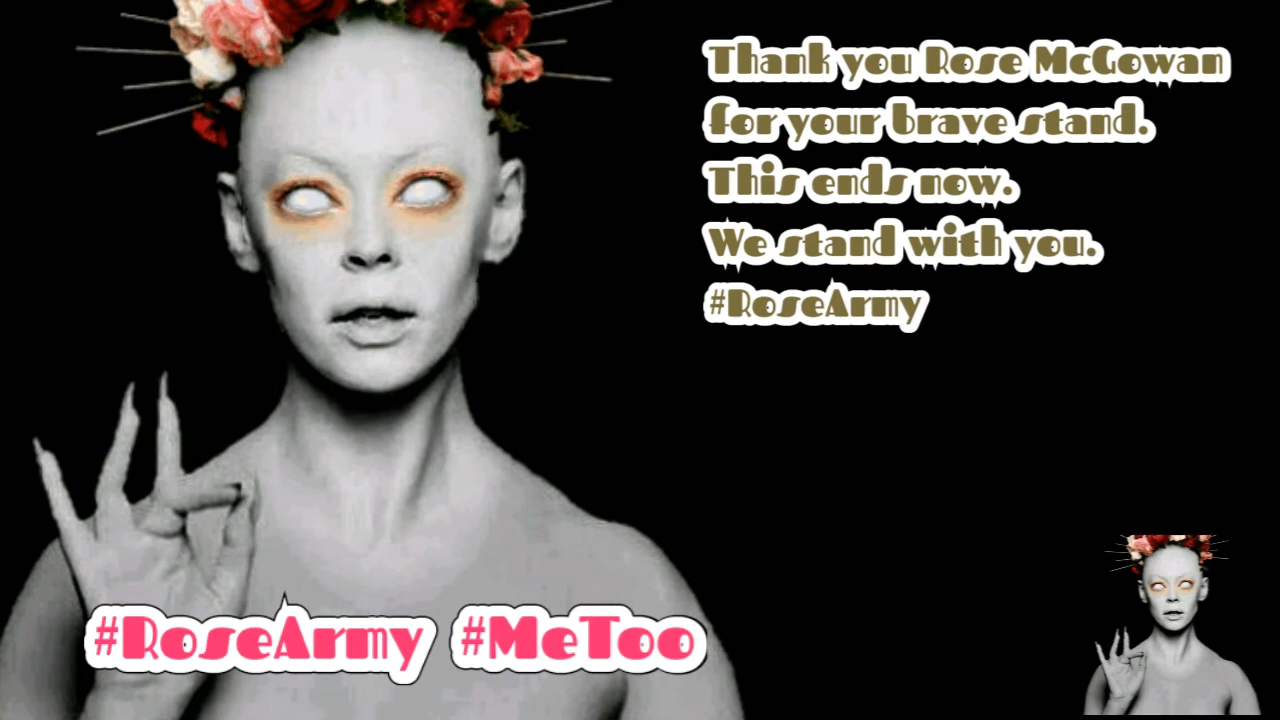 Thank you Rose McGowan
for your brave stand.
This ends now.
We stand with you.
#RoseArmy
#RoseArmy #MeToo